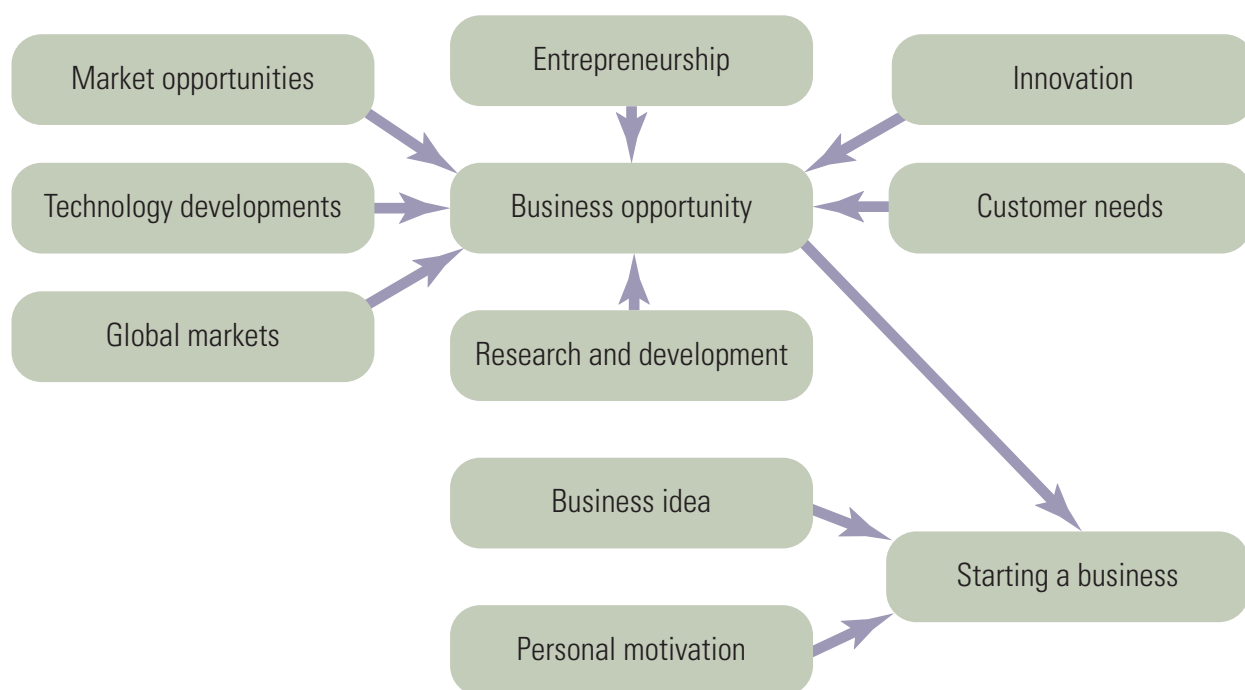 Market opportunities
Entrepreneurship
Innovation
Technology developments
Business opportunity
Customer needs
Global markets
Research and development
Business idea
Starting a business
Personal motivation